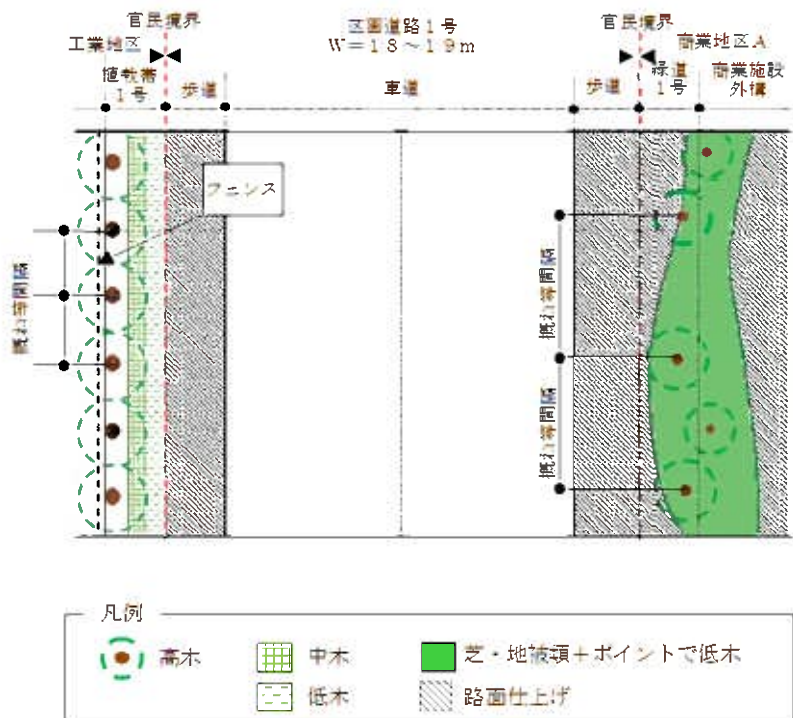 官民境界
区画道路1号
W=18~19m
官民境界
工業地区
商業地区A
植栽帯
1号
歩道
車道
歩道
緑道
1号
商業施設
外構
フェンス
概ね等間隔
概ね等間隔
概ね等間隔
凡例
高木
中木
芝・地被類+ポイントで低木
低木
路面仕上げ